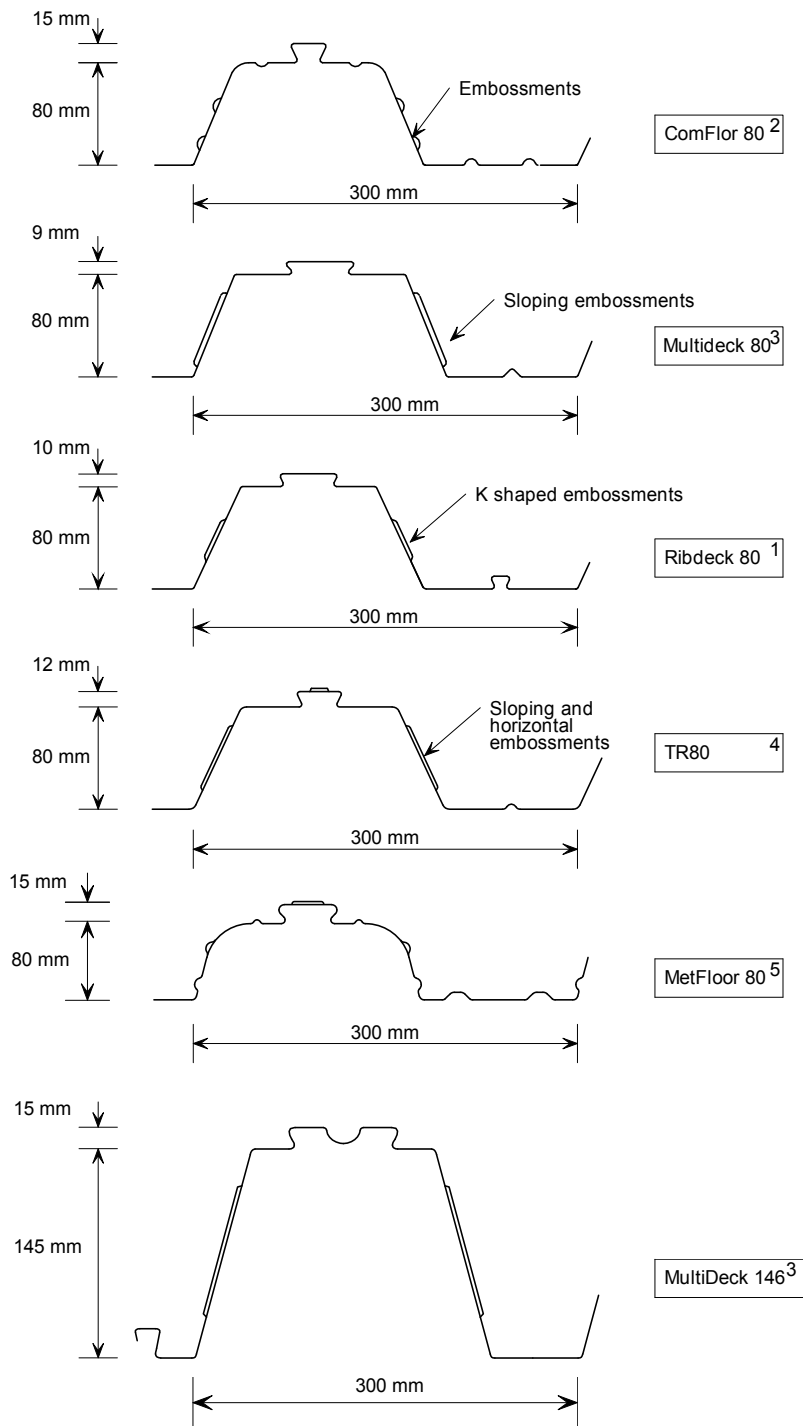 15 mm
80 mm
Embossments
ComFlor 80 2
300 mm
9 mm
80 mm
Sloping embossments
Multideck 80 3
300 mm
10 mm
80 mm
K shaped embossments
Ribdeck 80 1
300 mm
12 mm
80 mm
Sloping and
horizontal
embossments
TR80 4
300 mm
15 mm
80 mm
MetFloor 80 5
300 mm
15 mm
145 mm
MultiDeck 146 3
300 mm